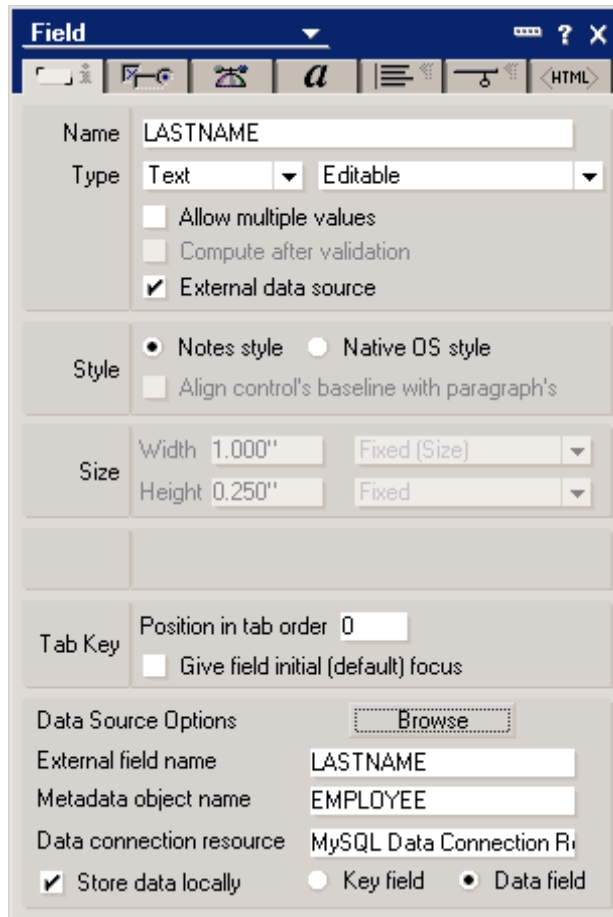 Field ?
i a <HTML>
Name LASTNAME
Type Text Editable
Allow multiple values
Compute after validation
External data source
Style Notes style Native OS style
Align control's baseline with paragraph's
Size Width 1.000" Fixed (Size)
Height 0.250" Fixed
Tab Key Position in tab order 0
Give field initial (default) focus
Data Source Options Browse
External field name LASTNAME
Metadata object name EMPLOYEE
Data connection resource MySQL Data Connection
Store data locally Key field Data field